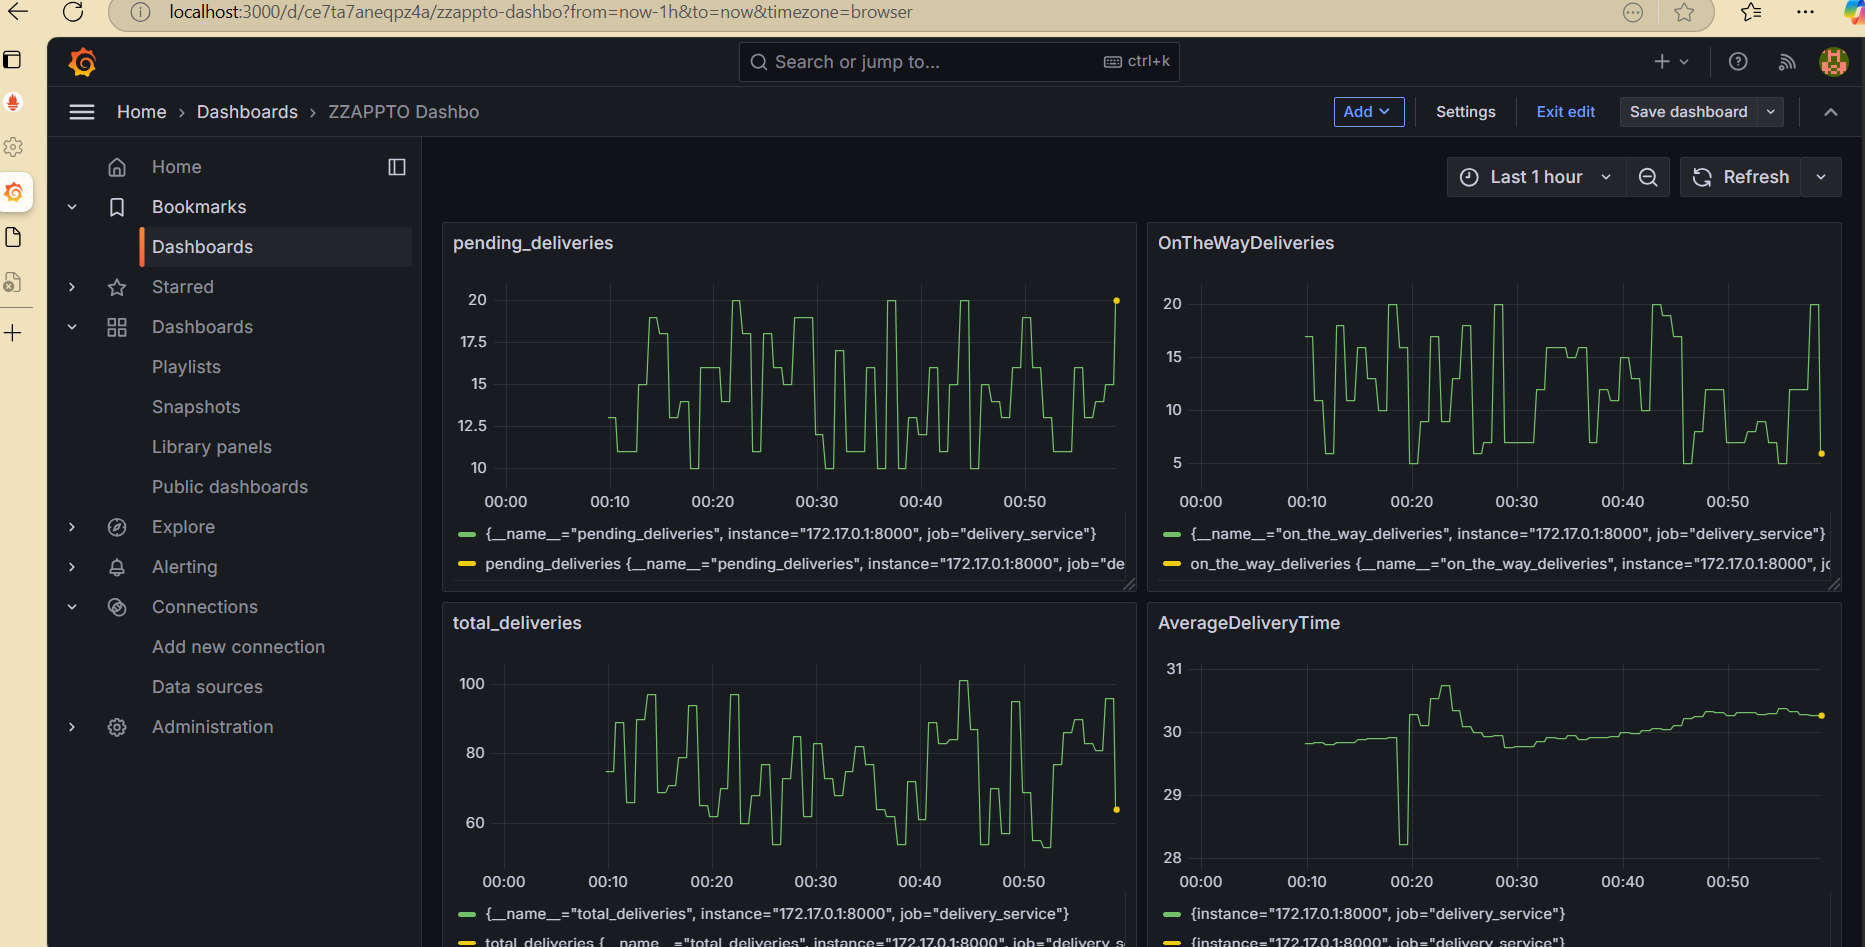 localhost:3000/d/ce7ta7aneqpz4a/zzappto-dashbo?from=now-1h&to=now&timezone=browser
Search or jump to...
ctrl+k
Home › Dashboards › ZZAPPTO Dashbo
Add
Settings
Exit edit
Save dashboard
Home
Bookmarks
Dashboards
Starred
Dashboards
Playlists
Snapshots
Library panels
Public dashboards
Explore
Alerting
Connections
Add new connection
Data sources
Administration
Last 1 hour
Refresh
pending_deliveries
20
17.5
15
12.5
10
00:00 00:10 00:20 00:30 00:40 00:50
{__name__="pending_deliveries", instance="172.17.0.1:8000", job="delivery_service"}
pending_deliveries {__name__="pending_deliveries", instance="172.17.0.1:8000", job="de
OnTheWayDeliveries
20
15
10
5
00:00 00:10 00:20 00:30 00:40 00:50
{__name__="on_the_way_deliveries", instance="172.17.0.1:8000", job="delivery_service"}
on_the_way_deliveries {__name__="on_the_way_deliveries", instance="172.17.0.1:8000", jo
total_deliveries
100
80
60
00:00 00:10 00:20 00:30 00:40 00:50
{__name__="total_deliveries", instance="172.17.0.1:8000", job="delivery_service"}
total_deliveries {__name__="total_deliveries", instance="172.17.0.1:8000", job="delivery_s
AverageDeliveryTime
31
30
29
28
00:00 00:10 00:20 00:30 00:40 00:50
{instance="172.17.0.1:8000", job="delivery_service"}
{instance="172.17.0.1:8000", job="delivery_service"}